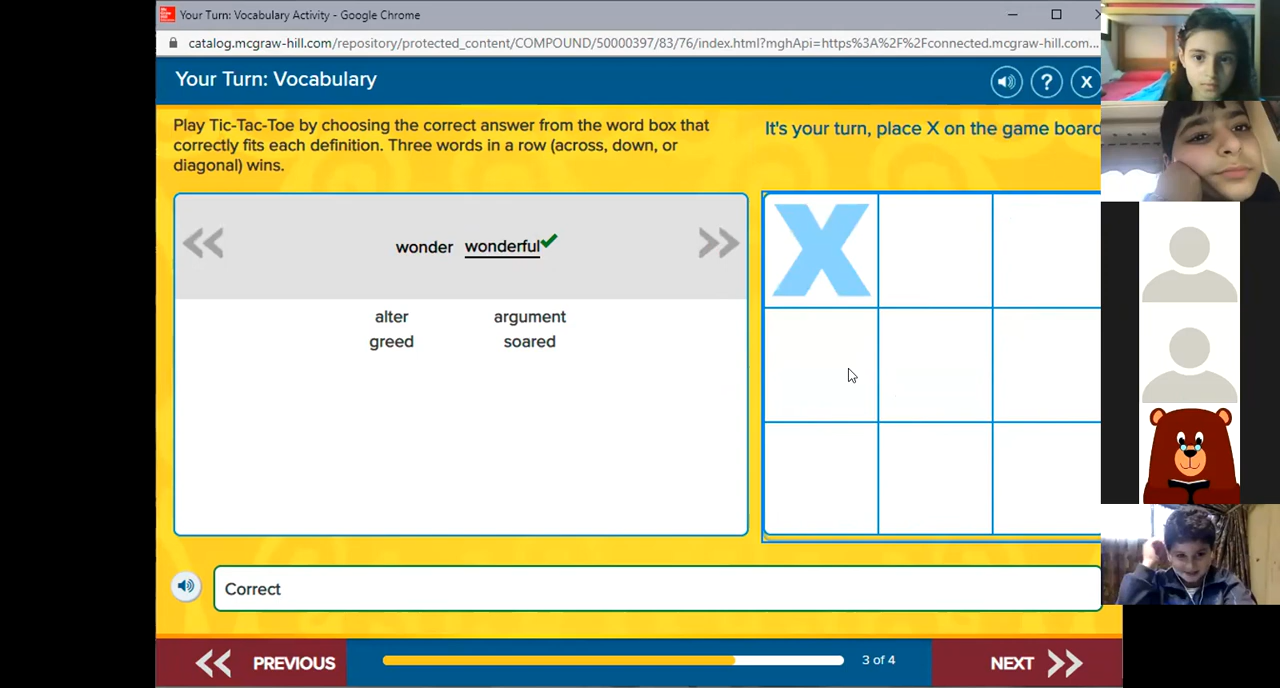 Your Turn: Vocabulary Activity - Google Chrome
catalog.mcgraw-hill.com/repository/protected_content/COMPOUND/50000397/83/76/index.html?mghApi=https%3A%2F%2Fconnected.mcgraw-hill.com...
Your Turn: Vocabulary
? X
Play Tic-Tac-Toe by choosing the correct answer from the word box that
correctly fits each definition. Three words in a row (across, down, or
diagonal) wins.
It's your turn, place X on the game board
wonder wonderful
alter argument
greed soared
X
Correct
PREVIOUS
3 of 4
NEXT